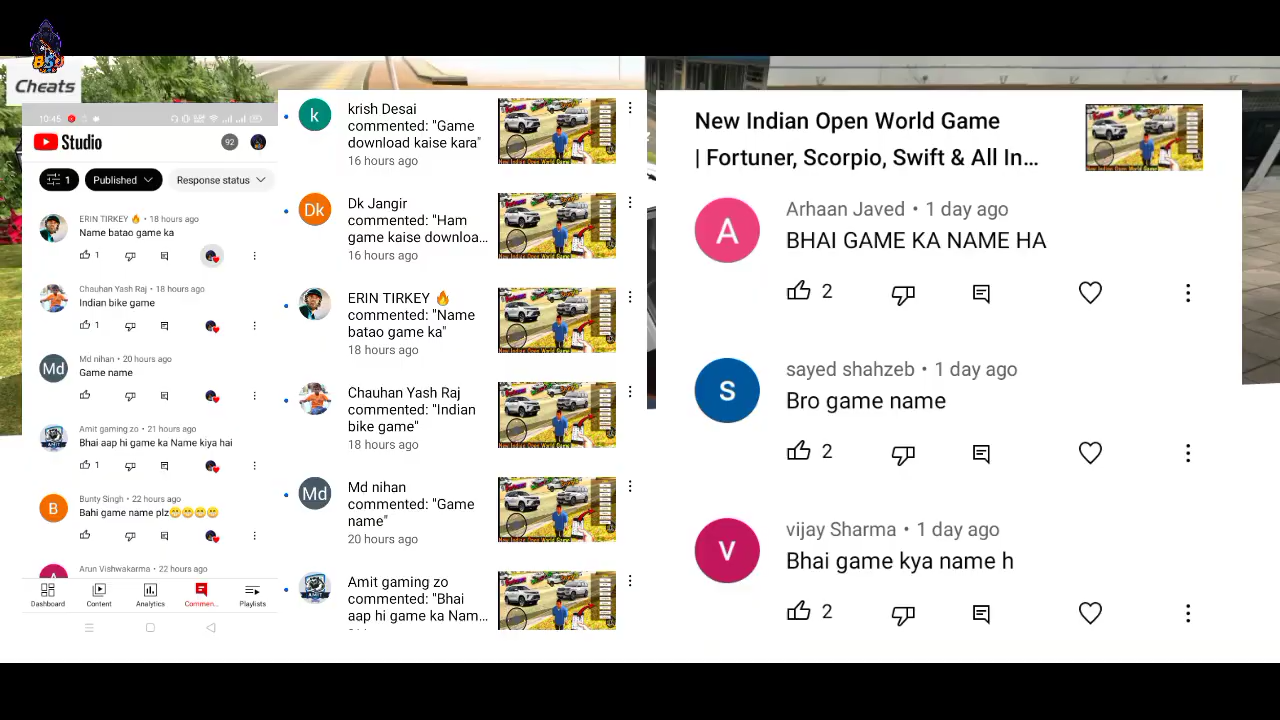 BSI
Cheats
10:45
Studio
92
1
Published
Response status
ERIN TIRKEY 🔥 • 18 hours ago
Name batao game ka
1
Chauhan Yash Raj • 18 hours ago
Indian bike game
1
Md
Md nihan • 20 hours ago
Game name
Amit gaming zo • 21 hours ago
Bhai aap hi game ka Name kiya hai
1
B
Bunty Singh • 22 hours ago
Bahi game name plz😁😁😁😁
Arun Vishwakarma • 22 hours ago
Dashboard
Content
Analytics
Commen...
Playlists
k
krish Desai
commented: "Game
download kaise kara"
16 hours ago
Dk
Dk Jangir
commented: "Ham
game kaise downloa...
16 hours ago
ERIN TIRKEY 🔥
commented: "Name
batao game ka"
18 hours ago
Chauhan Yash Raj
commented: "Indian
bike game"
18 hours ago
Md
Md nihan
commented: "Game
name"
20 hours ago
Amit gaming zo
commented: "Bhai
aap hi game ka Nam...
New Indian Open World Game
| Fortuner, Scorpio, Swift & All In...
A
Arhaan Javed • 1 day ago
BHAI GAME KA NAME HA
2
S
sayed shahzeb • 1 day ago
Bro game name
2
V
vijay Sharma • 1 day ago
Bhai game kya name h
2